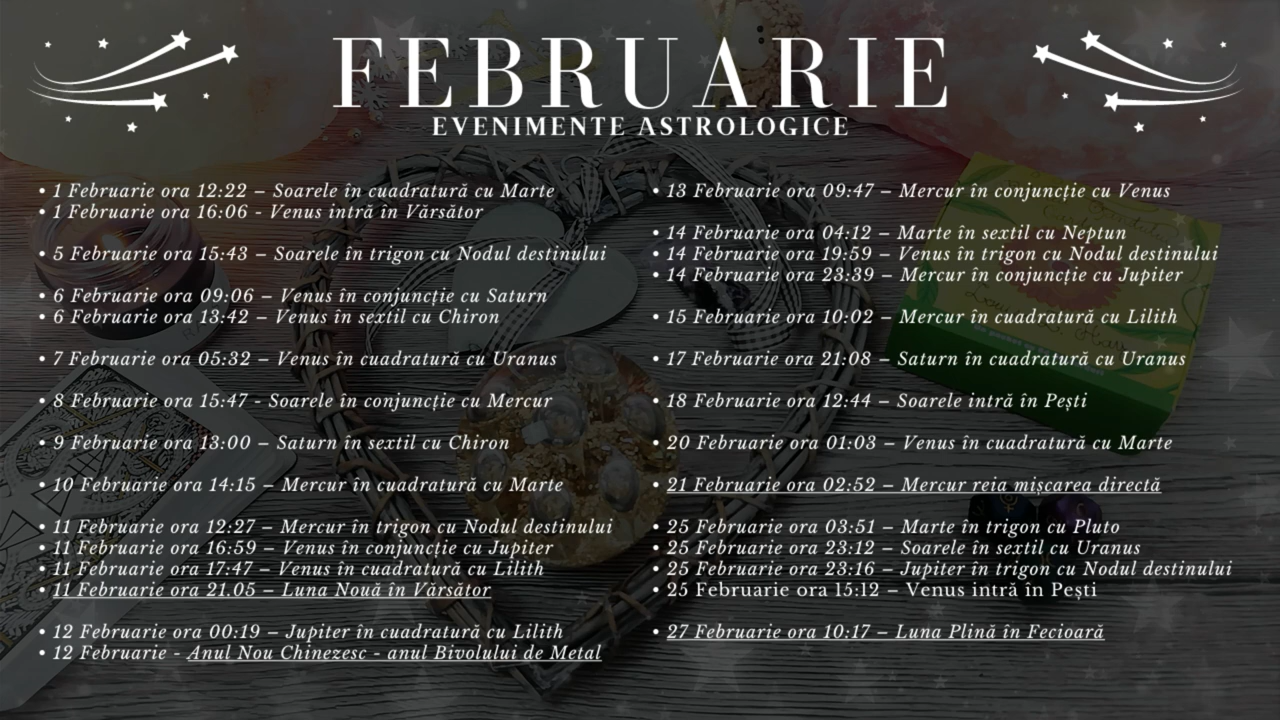 FEBRUARIE
EVENIMENTE ASTROLOGICE
• 1 Februarie ora 12:22 – Soarele în cuadratură cu Marte
• 1 Februarie ora 16:06 - Venus intră în Vărsător
• 5 Februarie ora 15:43 – Soarele în trigon cu Nodul destinului
• 6 Februarie ora 09:06 – Venus în conjuncție cu Saturn
• 6 Februarie ora 13:42 – Venus în sextil cu Chiron
• 7 Februarie ora 05:32 – Venus în cuadratură cu Uranus
• 8 Februarie ora 15:47 - Soarele în conjuncție cu Mercur
• 9 Februarie ora 13:00 – Saturn în sextil cu Chiron
• 10 Februarie ora 14:15 – Mercur în cuadratură cu Marte
• 11 Februarie ora 12:27 – Mercur în trigon cu Nodul destinului
• 11 Februarie ora 16:59 – Venus în conjuncție cu Jupiter
• 11 Februarie ora 17:47 – Venus în cuadratură cu Lilith
• 11 Februarie ora 21.05 – Luna Nouă în Vărsător
• 12 Februarie ora 00:19 – Jupiter în cuadratură cu Lilith
• 12 Februarie - Anul Nou Chinezesc - anul Bivolului de Metal
• 13 Februarie ora 09:47 – Mercur în conjuncție cu Venus
• 14 Februarie ora 04:12 – Marte în sextil cu Neptun
• 14 Februarie ora 19:59 – Venus în trigon cu Nodul destinului
• 14 Februarie ora 23:39 – Mercur în conjuncție cu Jupiter
• 15 Februarie ora 10:02 – Mercur în cuadratură cu Lilith
• 17 Februarie ora 21:08 – Saturn în cuadratură cu Uranus
• 18 Februarie ora 12:44 – Soarele intră în Pești
• 20 Februarie ora 01:03 – Venus în cuadratură cu Marte
• 21 Februarie ora 02:52 – Mercur reia mișcarea directă
• 25 Februarie ora 03:51 – Marte în trigon cu Pluto
• 25 Februarie ora 23:12 – Soarele în sextil cu Uranus
• 25 Februarie ora 23:16 – Jupiter în trigon cu Nodul destinului
• 25 Februarie ora 15:12 – Venus intră in Pești
• 27 Februarie ora 10:17 – Luna Plină în Fecioară